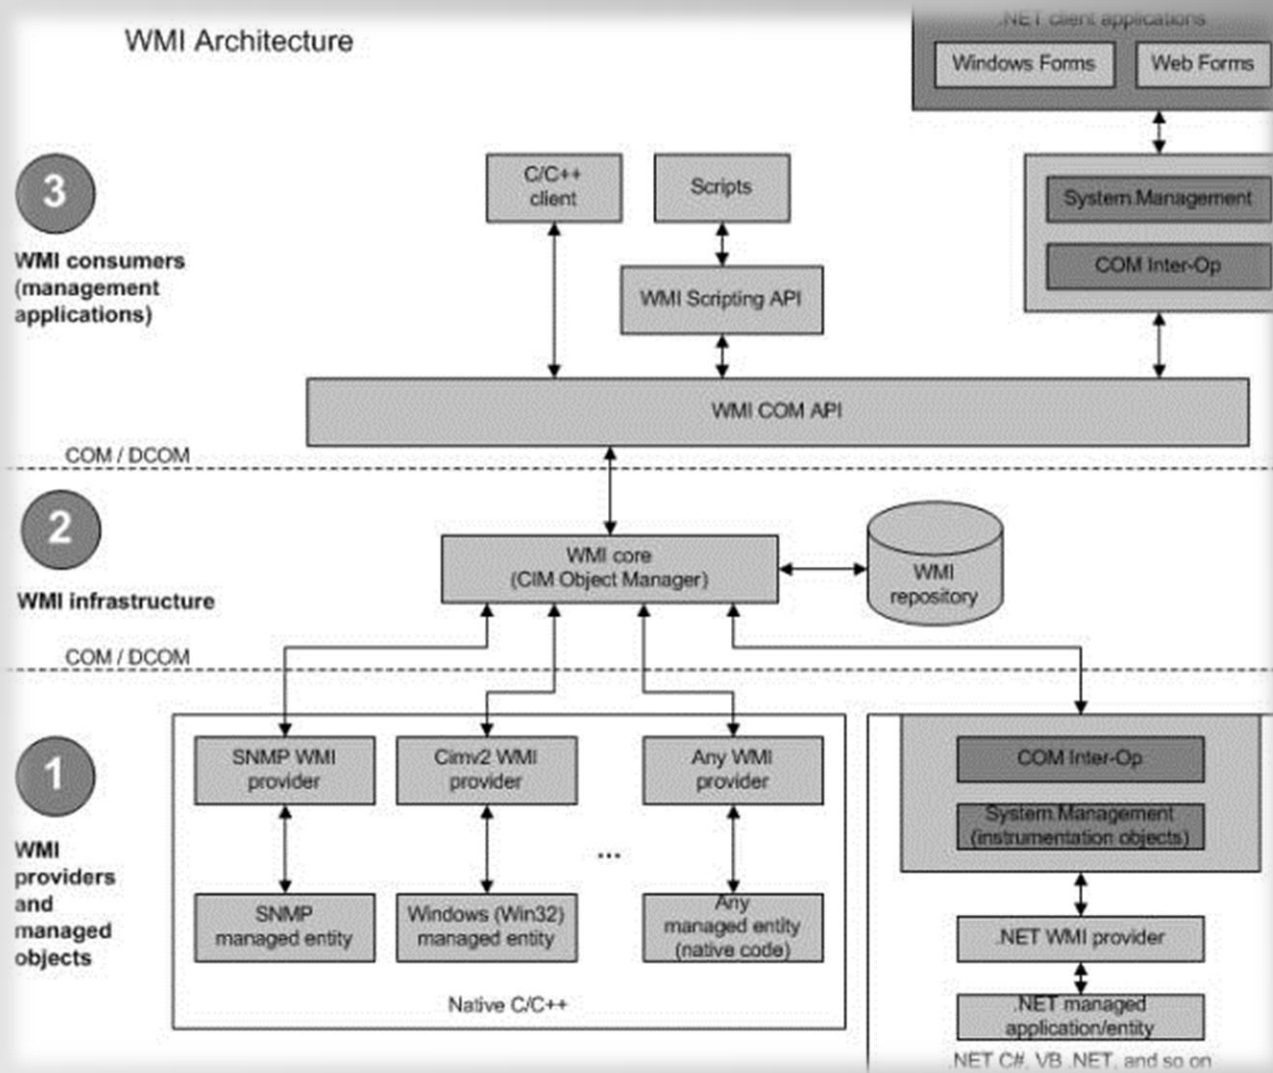 WMI Architecture
.NET client applications
Windows Forms
Web Forms
3
WMI consumers
(management
applications)
C/C++
client
Scripts
System.Management
COM Inter-Op
WMI Scripting API
WMI COM API
COM / DCOM
2
WMI infrastructure
WMI core
(CIM Object Manager)
WMI
repository
COM / DCOM
1
WMI
providers
and
managed
objects
SNMP WMI
provider
Cimv2 WMI
provider
Any WMI
provider
...
SNMP
managed entity
Windows (Win32)
managed entity
Any
managed entity
(native code)
Native C/C++
COM Inter-Op
System.Management
(instrumentation objects)
.NET WMI provider
.NET managed
application/entity
.NET C#, VB .NET, and so on